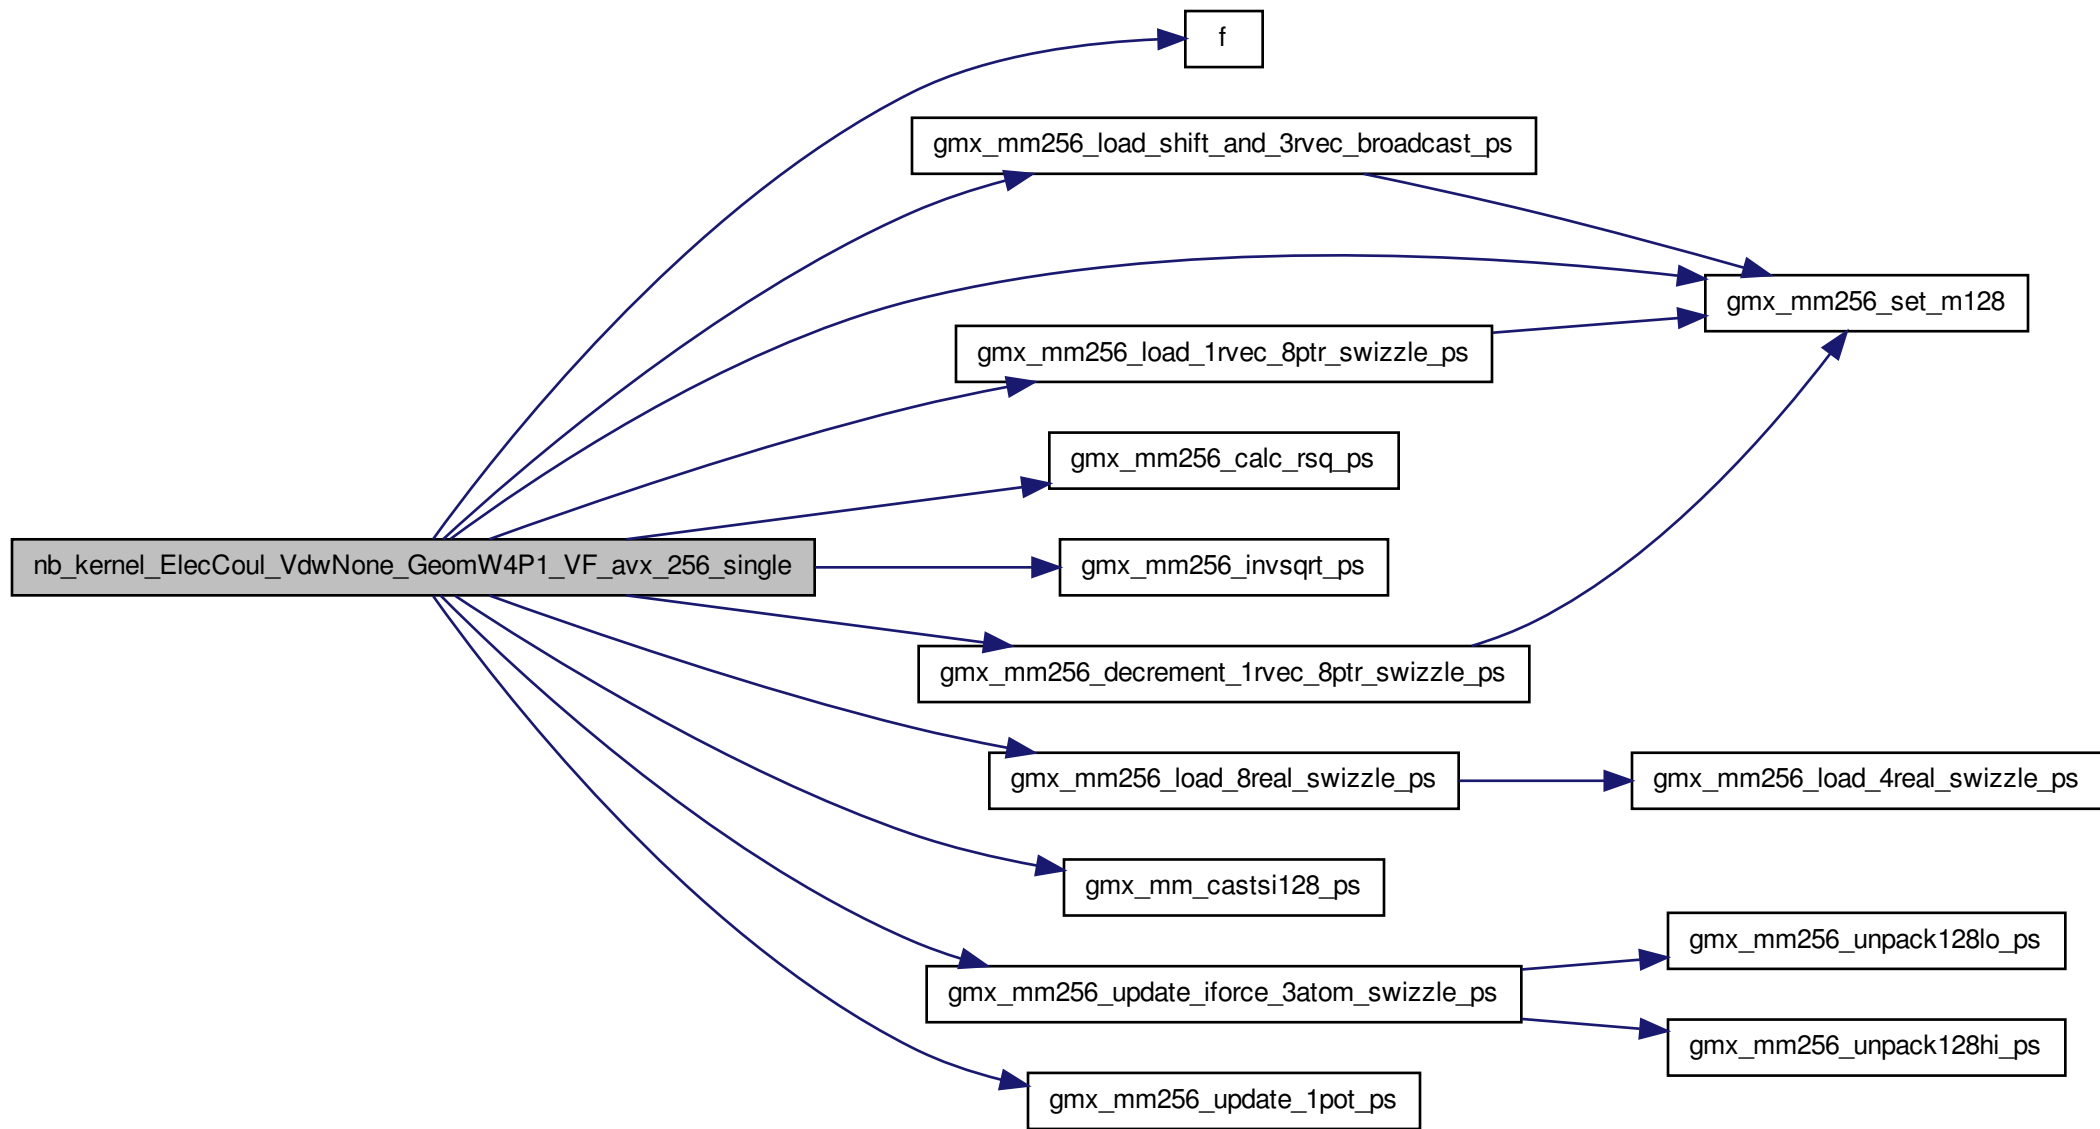 f
gmx_mm256_load_shift_and_3rvec_broadcast_ps
gmx_mm256_set_m128
gmx_mm256_load_1rvec_8ptr_swizzle_ps
gmx_mm256_calc_rsq_ps
nb_kernel_ElecCoul_VdwNone_GeomW4P1_VF_avx_256_single
gmx_mm256_invsqrt_ps
gmx_mm256_decrement_1rvec_8ptr_swizzle_ps
gmx_mm256_load_8real_swizzle_ps
gmx_mm256_load_4real_swizzle_ps
gmx_mm_castsi128_ps
gmx_mm256_unpack128lo_ps
gmx_mm256_update_iforce_3atom_swizzle_ps
gmx_mm256_unpack128hi_ps
gmx_mm256_update_1pot_ps